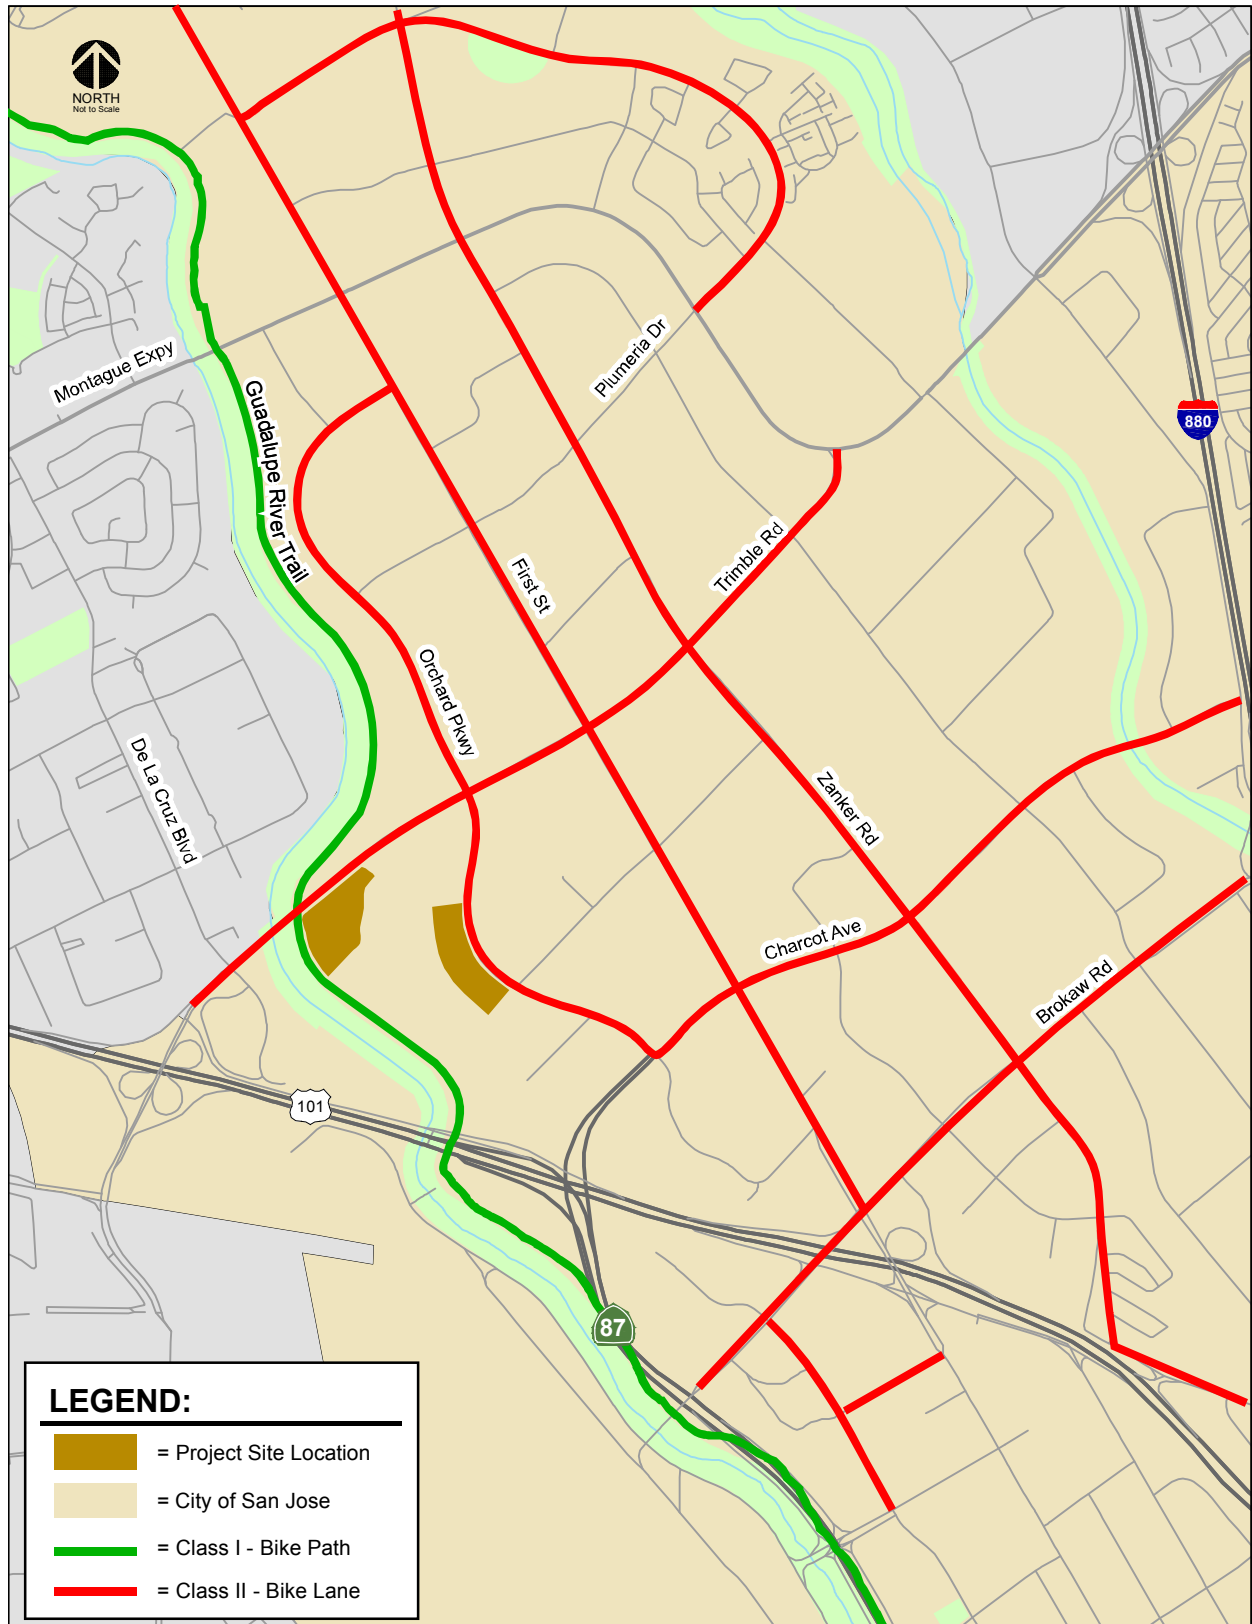 NORTH
Not to Scale
Montague Expy
Guadalupe River Trail
Plumeria Dr
880
First St
Trimble Rd
Orchard Pkwy
De La Cruz Blvd
Zanker Rd
Charcot Ave
Brokaw Rd
101
87
LEGEND:
= Project Site Location
= City of San Jose
= Class I - Bike Path
= Class II - Bike Lane